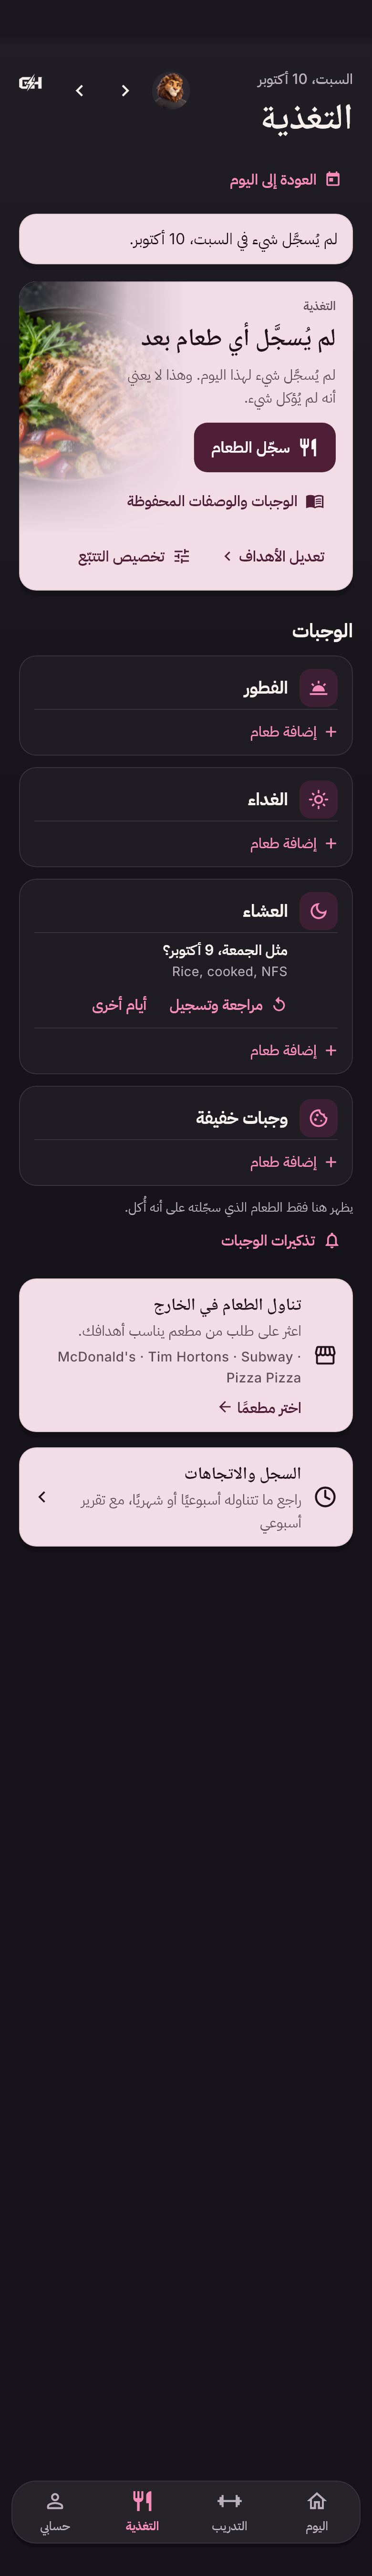 السبت، 10 أكتوبر
التغذية
GH
العودة إلى اليوم
لم يُسجَّل شيء في السبت، 10 أكتوبر.
التغذية
لم يُسجَّل أي طعام بعد
لم يُسجَّل شيء لهذا اليوم. وهذا لا يعني
أنه لم يُؤكل شيء.
سجّل الطعام
الوجبات والوصفات المحفوظة
تعديل الأهداف
تخصيص التتبّع
الوجبات
الفطور
إضافة طعام
الغداء
إضافة طعام
العشاء
مثل الجمعة، 9 أكتوبر؟
Rice, cooked, NFS
مراجعة وتسجيل
أيام أخرى
إضافة طعام
وجبات خفيفة
إضافة طعام
يظهر هنا فقط الطعام الذي سجّلته على أنه أُكل.
تذكيرات الوجبات
تناول الطعام في الخارج
اعثر على طلب من مطعم يناسب أهدافك.
McDonald's · Tim Hortons · Subway ·
Pizza Pizza
اختر مطعمًا
السجل والاتجاهات
راجع ما تتناوله أسبوعيًا أو شهريًا، مع تقرير
أسبوعي
اليوم
التدريب
التغذية
حسابي